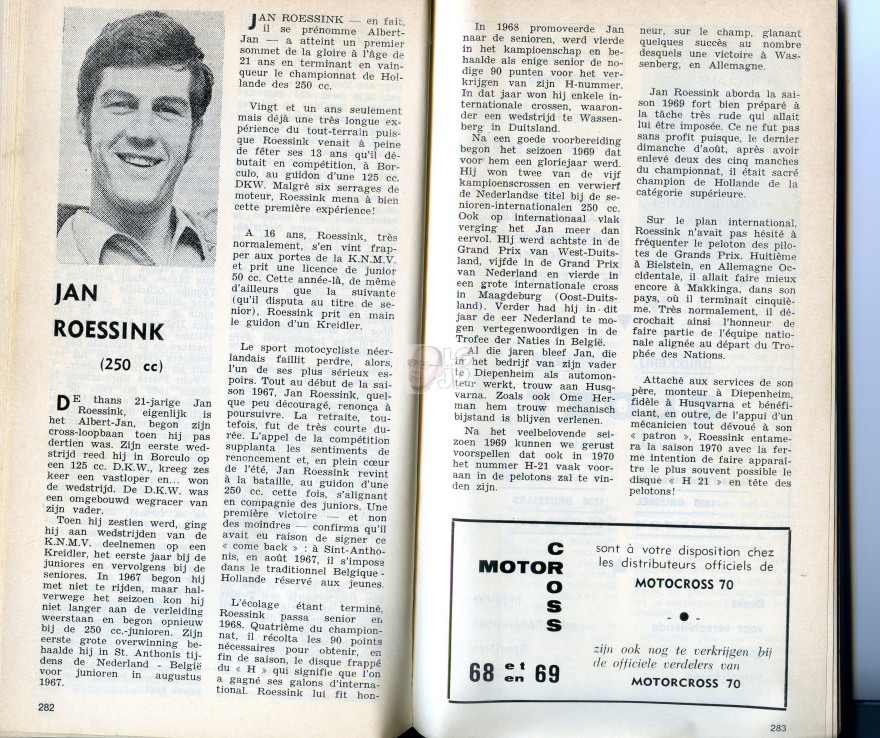 JAN
ROESSINK
(250 cc)
DE thans 21-jarige Jan
Roessink, eigenlijk is
het Albert-Jan, begon zijn
cross-loopbaan toen hij pas
dertien was. Zijn eerste wed-
strijd reed hij in Borculo op
een 125 cc. D.K.W., kreeg zes
keer een vastloper en... won
de wedstrijd. De D.K.W. was
een omgebouwd wegracer van
zijn vader.
Toen hij zestien werd, ging
hij aan wedstrijden van de
K.N.M.V. deelnemen op een
Kreidler, het eerste jaar bij de
juniores en vervolgens bij de
seniores. In 1967 begon hij
met niet te rijden, maar hal-
verwege het seizoen kon hij
niet langer aan de verleiding
weerstaan en begon opnieuw
bij de 250 cc.-junioren. Zijn
eerste grote overwinning be-
haalde hij in St. Anthonis tij-
dens de Nederland - België
voor junioren in augustus
1967.
282
JAN ROESSINK — en fait,
il se prénomme Albert-
Jan — a atteint un premier
sommet de la gloire à l'âge de
21 ans en terminant en vain-
queur le championnat de Hol-
lande des 250 cc.
Vingt et un ans seulement
mais déjà une très longue ex-
périence du tout-terrain puis-
que Roessink venait à peine
de fêter ses 13 ans qu'il dé-
butait en compétition, à Bor-
culo, au guidon d'une 125 cc.
DKW. Malgré six serrages de
moteur, Roessink mena à bien
cette première expérience!
A 16 ans, Roessink, très
normalement, s'en vint frap-
per aux portes de la K.N.M.V.
et prit une licence de junior
50 cc. Cette année-là, de même
d'ailleurs que la suivante
(qu'il disputa au titre de se-
nior), Roessink prit en main
le guidon d'un Kreidler.
Le sport motocycliste néer-
landais faillit perdre, alors,
l'un de ses plus sérieux es-
poirs. Tout au début de la sai-
son 1967, Jan Roessink, quel-
que peu découragé, renonça à
poursuivre. La retraite, tou-
tefois, fut de très courte du-
rée. L'appel de la compétition
supplanta les sentiments de
renoncement et, en plein cœur
de l'été, Jan Roessink revint
à la bataille, au guidon d'une
250 cc. cette fois, s'alignant
en compagnie des juniors. Une
première victoire — et non
des moindres — confirma qu'il
avait eu raison de signer ce
« come back » : à Sint-Antho-
nis, en août 1967, il s'imposa
dans le traditionnel Belgique -
Hollande réservé aux jeunes.
L'écolage étant terminé,
Roessink passa senior en
1968. Quatrième du champion-
nat, il récolta les 90 points
nécessaires pour obtenir, en
fin de saison, le disque frappé
du « H » qui signifie que l'on
a gagné ses galons d'interna-
tional. Roessink lui fit hon-
In 1968 promoveerde Jan
naar de senioren, werd vierde
in het kampioenschap en be-
haalde als enige senior de no-
dige 90 punten voor het ver-
krijgen van zijn H-nummer.
In dat jaar won hij enkele in-
ternationale crossen, waaron-
der een wedstrijd te Wassen-
berg in Duitsland.
Na een goede voorbereiding
begon het seizoen 1969 dat
voor hem een gloriejaar werd.
Hij won twee van de vijf
kampioenscrossen en verwierf
de Nederlandse titel bij de se-
nioren-internationalen 250 cc.
Ook op internationaal vlak
verging het Jan meer dan
eervol. Hij werd achtste in de
Grand Prix van West-Duits-
land, vijfde in de Grand Prix
van Nederland en vierde in
een grote internationale cross
in Maagdeburg (Oost-Duits-
land). Verder had hij in dit
jaar de eer Nederland te mo-
gen vertegenwoordigen in de
Trofee der Naties in België.
Al die jaren bleef Jan, die
het bedrijf van zijn vader
te Diepenheim als automon-
teur werkt, trouw aan Husq-
varna. Zoals ook Ome Her-
man hem trouw mechanisch
bijstand is blijven verlenen.
Na het veelbelovende sei-
zoen 1969 kunnen we gerust
voorspellen dat ook in 1970
het nummer H-21 vaak voor-
aan in de pelotons zal te vin-
den zijn.
neur, sur le champ, glanant
quelques succès au nombre
desquels une victoire à Was-
senberg, en Allemagne.
Jan Roessink aborda la sai-
son 1969 fort bien préparé à
la tâche très rude qui allait
lui être imposée. Ce ne fut pas
sans profit puisque, le dernier
dimanche d'août, après avoir
enlevé deux des cinq manches
du championnat, il était sacré
champion de Hollande de la
catégorie supérieure.
Sur le plan international,
Roessink n'avait pas hésité à
fréquenter le peloton des pilo-
tes de Grands Prix. Huitième
à Bielstein, en Allemagne Oc-
cidentale, il allait faire mieux
encore à Makkinga, dans son
pays, où il terminait cinquiè-
me. Très normalement, il dé-
crochait ainsi l'honneur de
faire partie de l'équipe natio-
nale alignée au départ du Tro-
phée des Nations.
Attaché aux services de son
père, monteur à Diepenheim,
fidèle à Husqvarna et bénéfi-
ciant, en outre, de l'appui d'un
mécanicien tout dévoué à son
« patron », Roessink entame-
ra la saison 1970 avec la fer-
me intention de faire apparaî-
tre le plus souvent possible le
disque « H 21 » en tête des
pelotons!
MOTOR
CROSS
68 et en 69
sont à votre disposition chez
les distributeurs officiels de
MOTOCROSS 70
- ● -
zijn ook nog te verkrijgen bij
de officiele verdelers van
MOTORCROSS 70
283